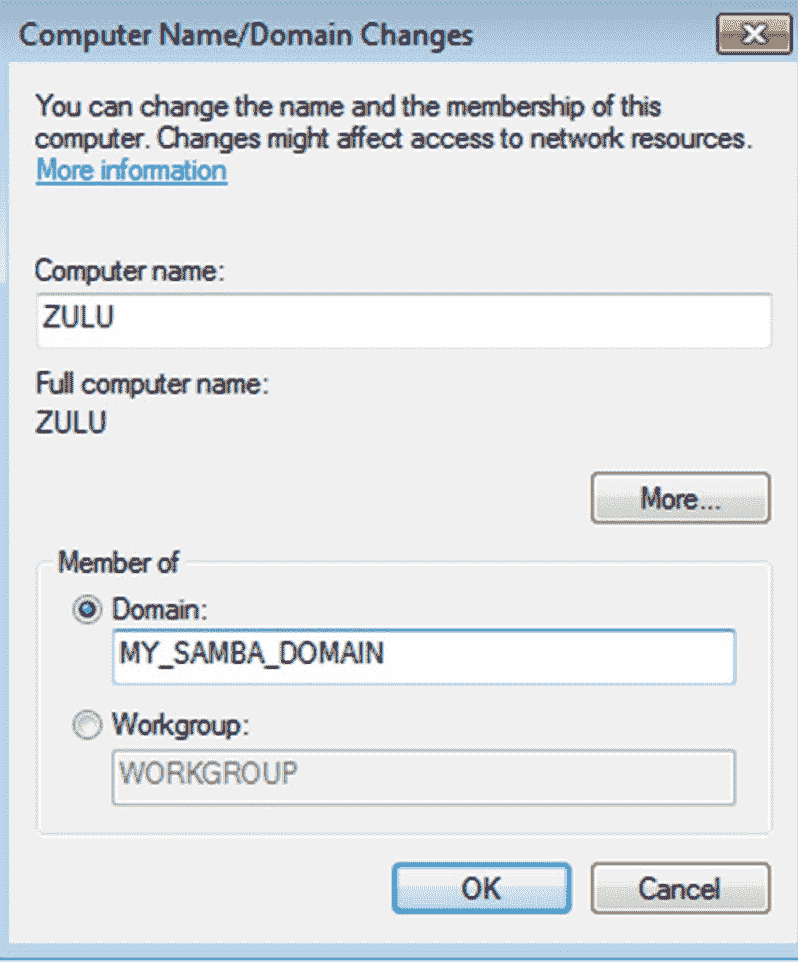 Computer Name/Domain Changes
You can change the name and the membership of this
computer. Changes might affect access to network resources.
More information
Computer name:
ZULU
Full computer name:
ZULU
More...
Member of
Domain:
MY_SAMBA_DOMAIN
Workgroup:
WORKGROUP
OK
Cancel